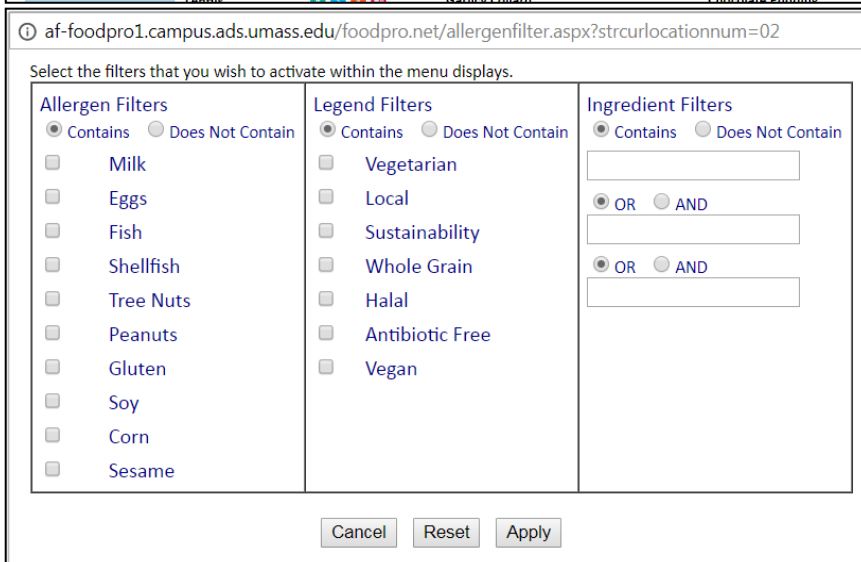 af-foodpro1.campus.ads.umass.edu/foodpro.net/allergenfilter.aspx?strcurlocationnum=02
Select the filters that you wish to activate within the menu displays.
Allergen Filters
Contains Does Not Contain
Milk
Eggs
Fish
Shellfish
Tree Nuts
Peanuts
Gluten
Soy
Corn
Sesame
Legend Filters
Contains Does Not Contain
Vegetarian
Local
Sustainability
Whole Grain
Halal
Antibiotic Free
Vegan
Ingredient Filters
Contains Does Not Contain
OR AND
OR AND
Cancel Reset Apply